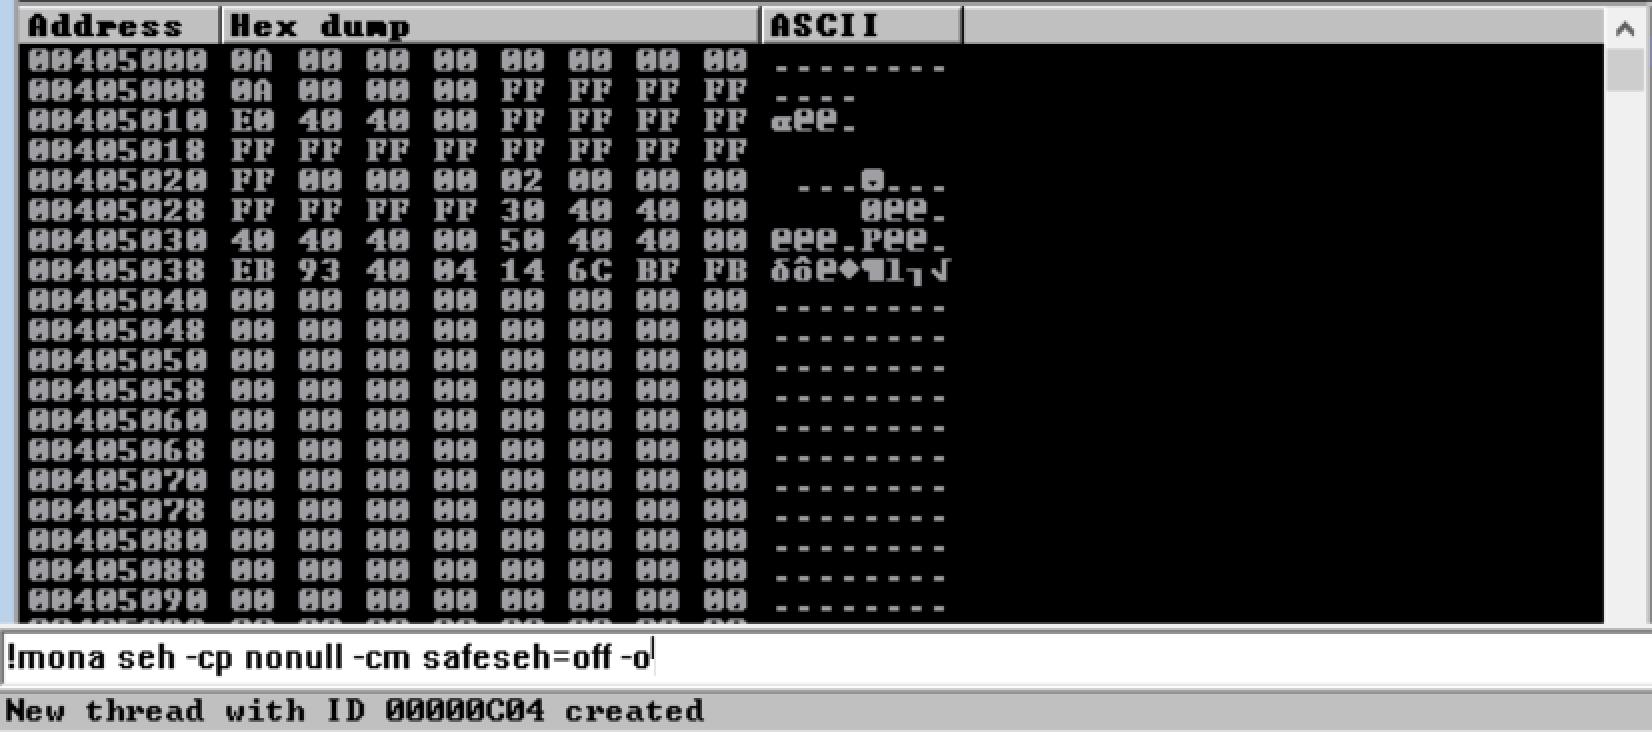 Address Hex dump ASCII
00405000 0A 00 00 00 00 00 00 00 ........
00405008 0A 00 00 00 FF FF FF FF ....
00405010 E0 40 40 00 FF FF FF FF α@@.
00405018 FF FF FF FF FF FF FF FF
00405020 FF 00 00 00 02 00 00 00 ...◘...
00405028 FF FF FF FF 30 40 40 00 0@@.
00405030 40 40 40 00 50 40 40 00 @@@.P@@.
00405038 EB 93 40 04 14 6C BF FB δô@♦¶l┐√
00405040 00 00 00 00 00 00 00 00 ........
00405048 00 00 00 00 00 00 00 00 ........
00405050 00 00 00 00 00 00 00 00 ........
00405058 00 00 00 00 00 00 00 00 ........
00405060 00 00 00 00 00 00 00 00 ........
00405068 00 00 00 00 00 00 00 00 ........
00405070 00 00 00 00 00 00 00 00 ........
00405078 00 00 00 00 00 00 00 00 ........
00405080 00 00 00 00 00 00 00 00 ........
00405088 00 00 00 00 00 00 00 00 ........
00405090 00 00 00 00 00 00 00 00 ........
!mona seh -cp nonull -cm safeseh=off -o
New thread with ID 00000C04 created